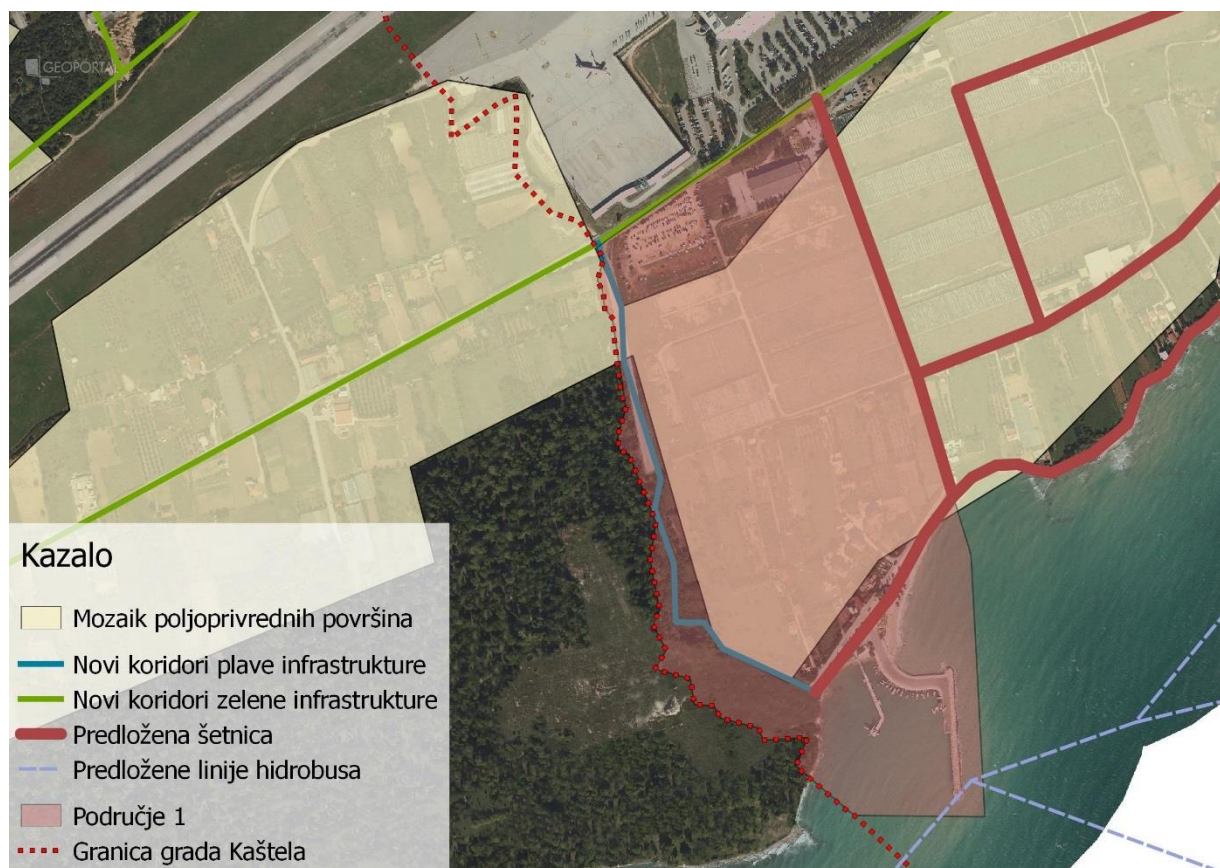 GEOPORTAL
GEOPORTAL
Kazalo
Mozaik poljoprivrednih površina
Novi koridori plave infrastrukture
Novi koridori zelene infrastrukture
Predložena šetnica
Predložene linije hidrobusa
Područje 1
Granica grada Kaštela